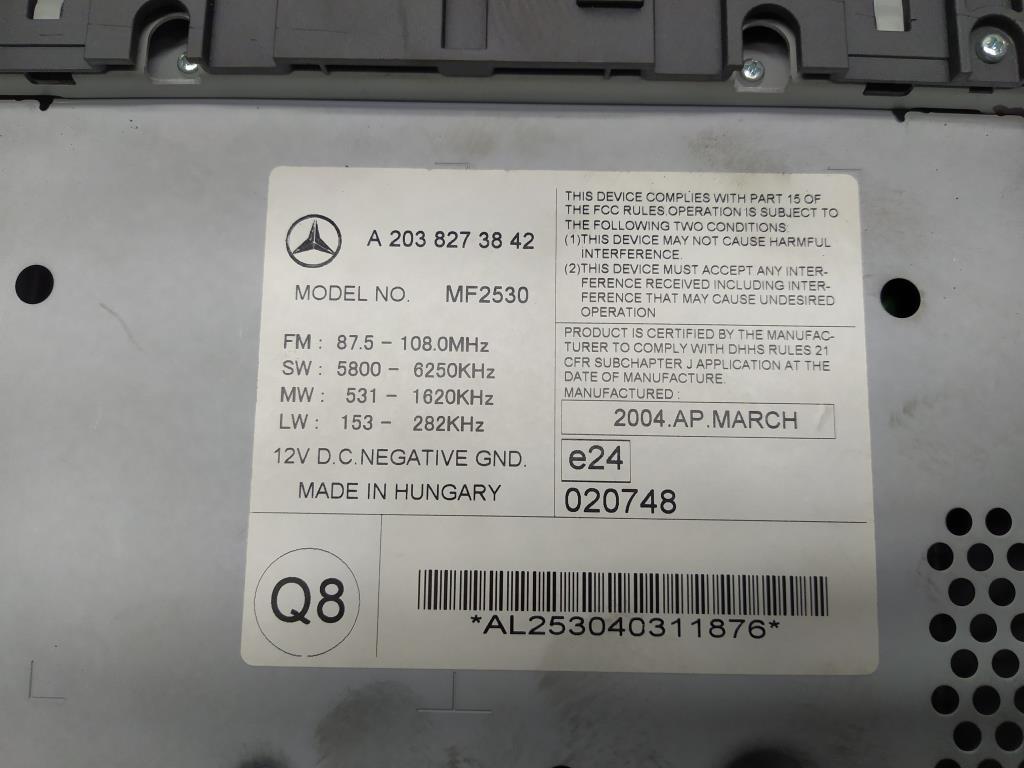 A 203 827 38 42
MODEL NO. MF2530
FM : 87.5 - 108.0MHz
SW : 5800 - 6250KHz
MW : 531 - 1620KHz
LW : 153 - 282KHz
12V D.C.NEGATIVE GND.
MADE IN HUNGARY
THIS DEVICE COMPLIES WITH PART 15 OF
THE FCC RULES.OPERATION IS SUBJECT TO
THE FOLLOWING TWO CONDITIONS:
(1)THIS DEVICE MAY NOT CAUSE HARMFUL
INTERFERENCE.
(2)THIS DEVICE MUST ACCEPT ANY INTER-
FERENCE RECEIVED INCLUDING INTER-
FERENCE THAT MAY CAUSE UNDESIRED
OPERATION
PRODUCT IS CERTIFIED BY THE MANUFAC-
TURER TO COMPLY WITH DHHS RULES 21
CFR SUBCHAPTER J APPLICATION AT THE
DATE OF MANUFACTURE.
MANUFACTURED :
2004.AP.MARCH
e24
020748
Q8
*AL253040311876*